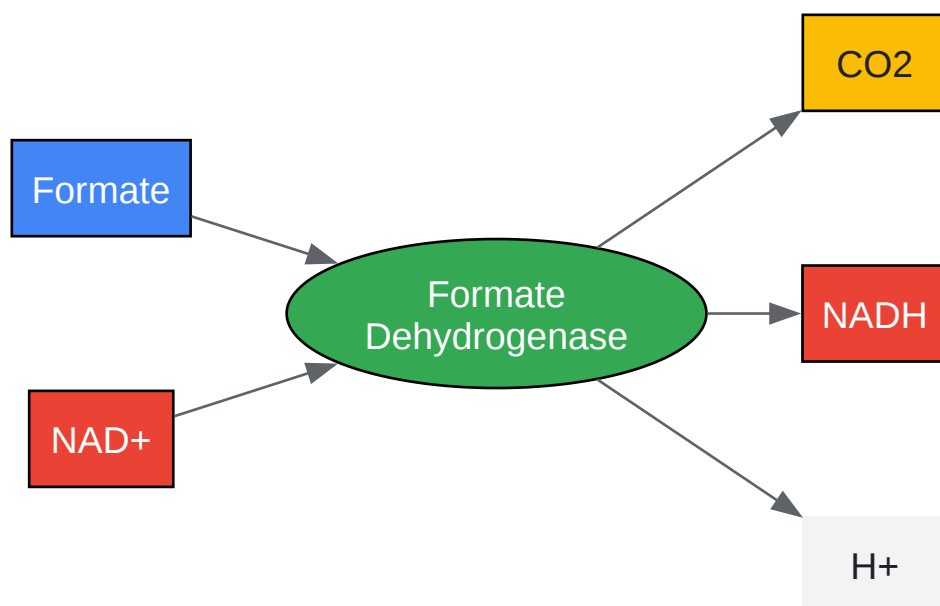 CO2
Formate
Formate
Dehydrogenase
NADH
NAD+
H+